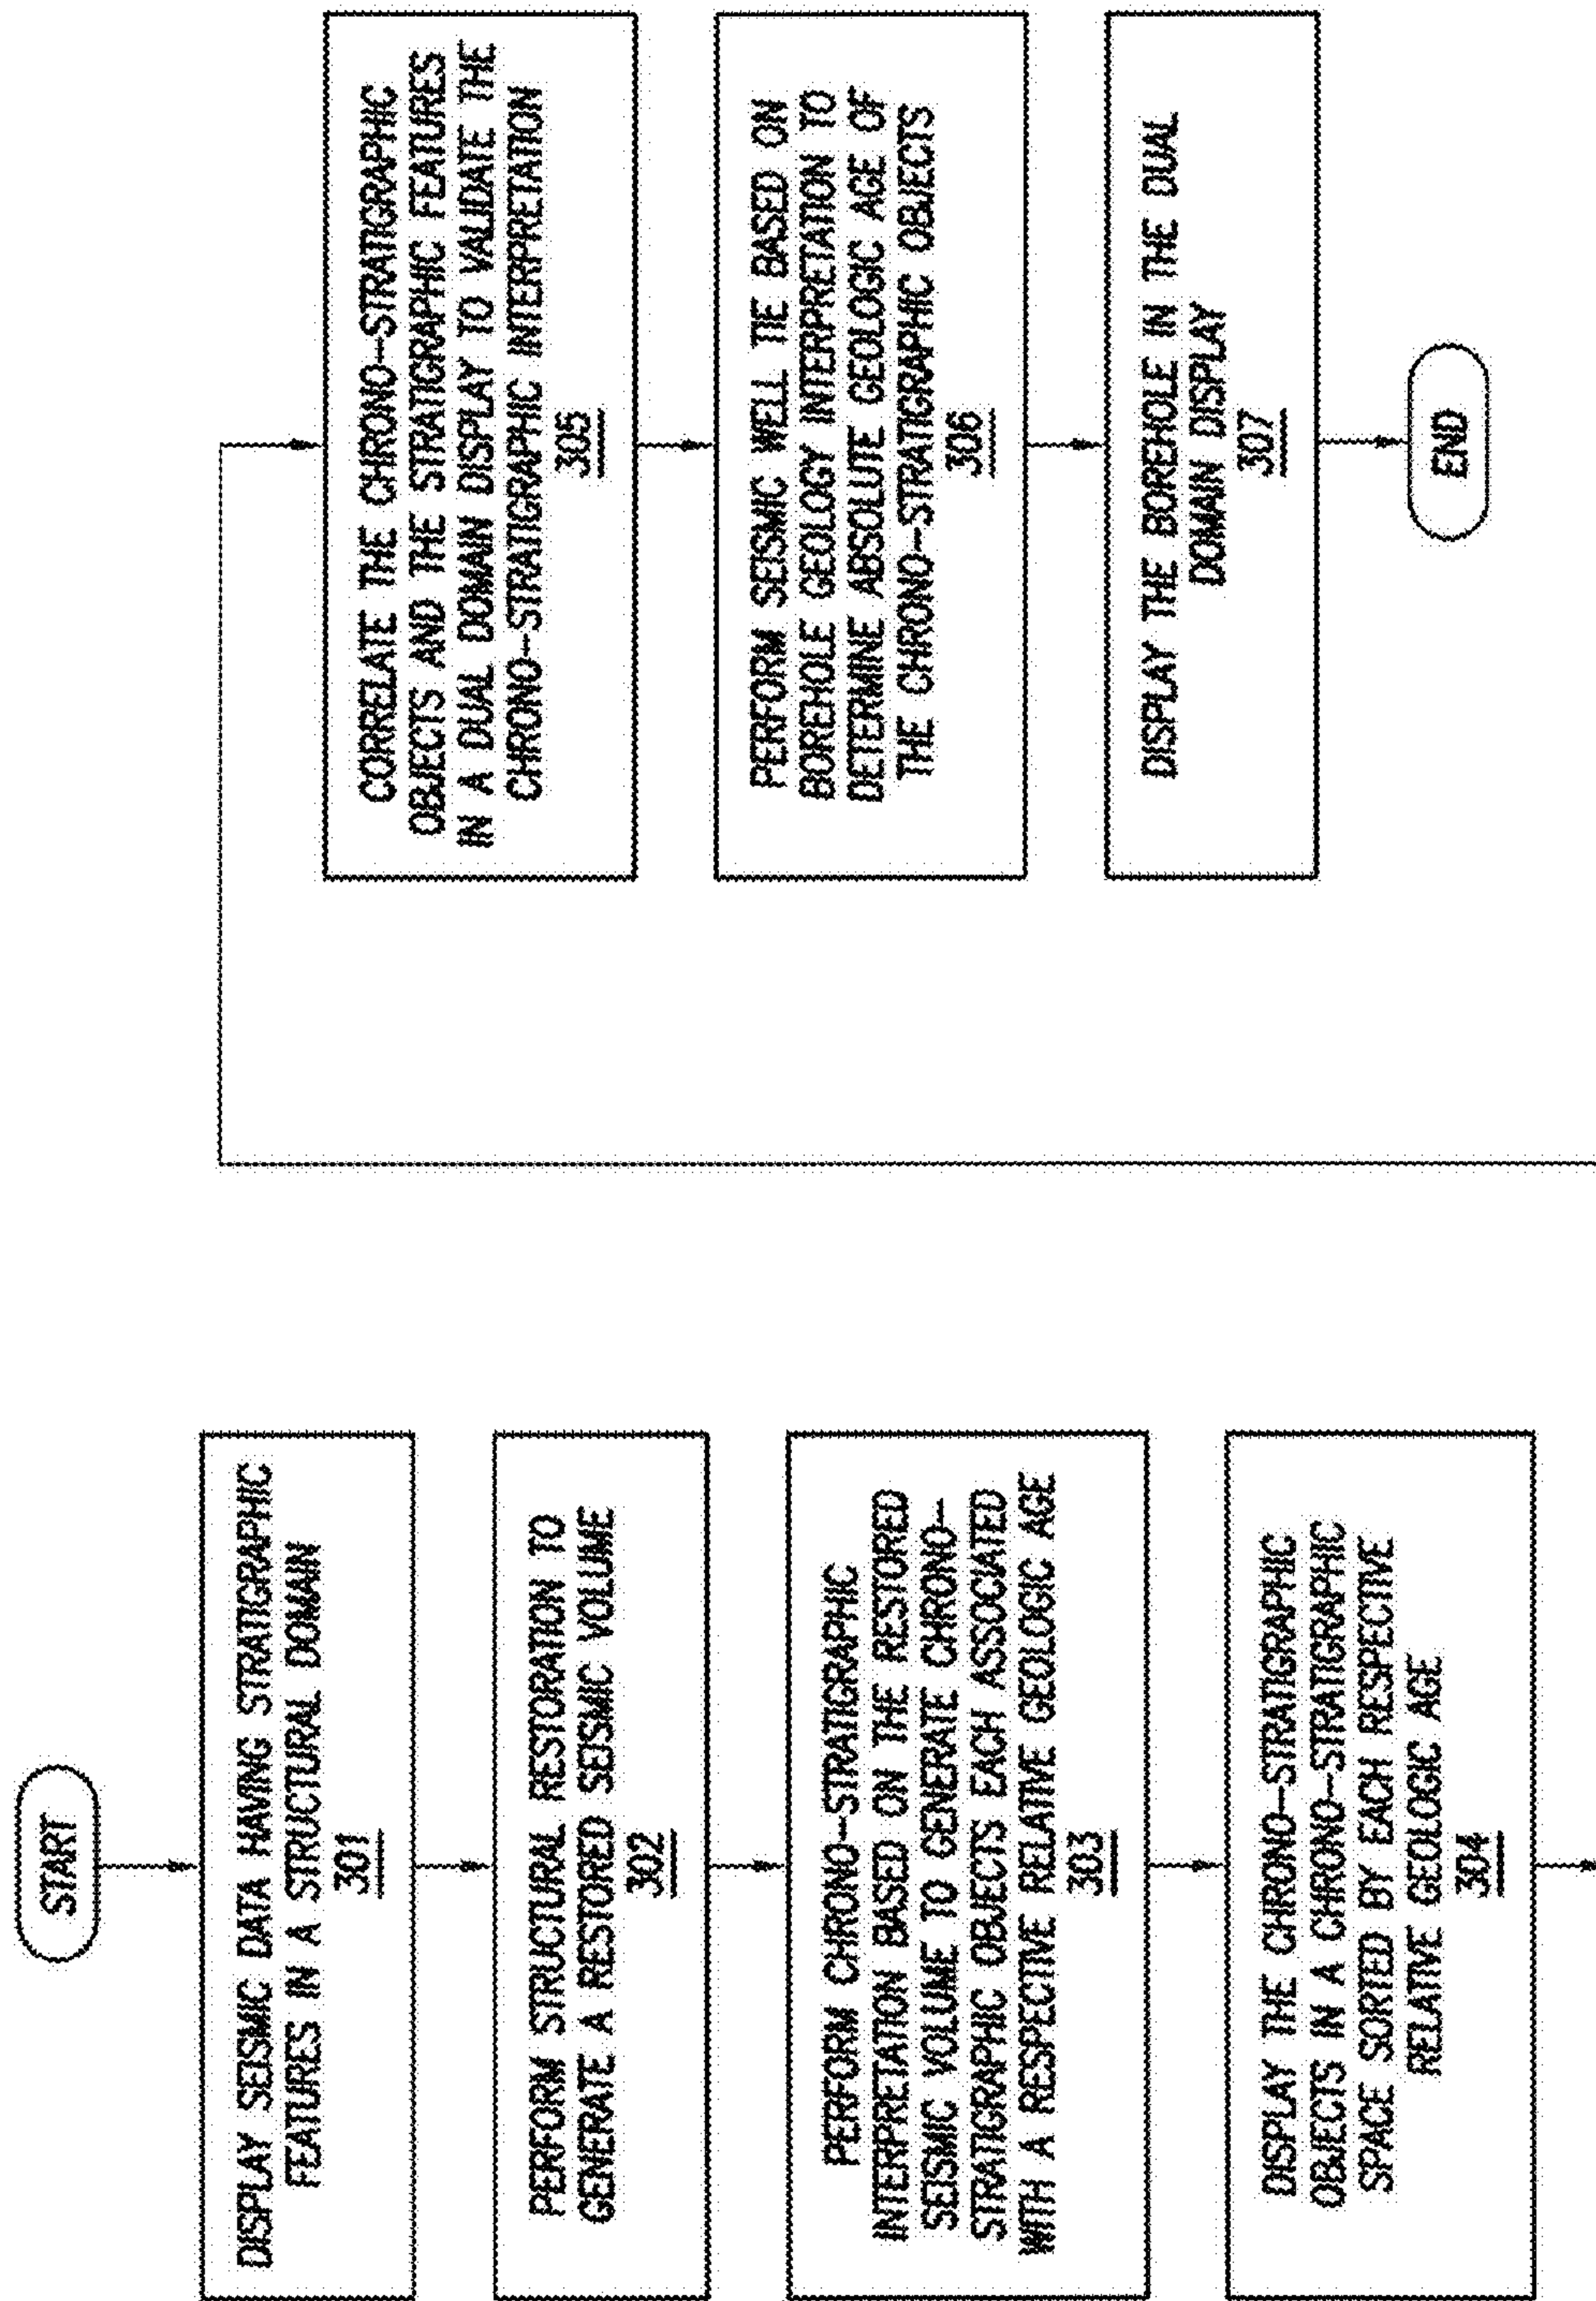 START
DISPLAY SEISMIC DATA HAVING STRATIGRAPHIC
FEATURES IN A STRUCTURAL DOMAIN
301
PERFORM STRUCTURAL RESTORATION TO
GENERATE A RESTORED SEISMIC VOLUME
302
PERFORM CHRONO-STRATIGRAPHIC
INTERPRETATION BASED ON THE RESTORED
SEISMIC VOLUME TO GENERATE CHRONO-
STRATIGRAPHIC OBJECTS EACH ASSOCIATED
WITH A RESPECTIVE RELATIVE GEOLOGIC AGE
303
DISPLAY THE CHRONO-STRATIGRAPHIC
OBJECTS IN A CHRONO-STRATIGRAPHIC
SPACE SORTED BY EACH RESPECTIVE
RELATIVE GEOLOGIC AGE
304
CORRELATE THE CHRONO-STRATIGRAPHIC
OBJECTS AND THE STRATIGRAPHIC FEATURES
IN A DUAL DOMAIN DISPLAY TO VALIDATE THE
CHRONO-STRATIGRAPHIC INTERPRETATION
305
PERFORM SEISMIC WELL TIE BASED ON
BOREHOLE GEOLOGY INTERPRETATION TO
DETERMINE ABSOLUTE GEOLOGIC AGE OF
THE CHRONO-STRATIGRAPHIC OBJECTS
306
DISPLAY THE BOREHOLE IN THE DUAL
DOMAIN DISPLAY
307
END